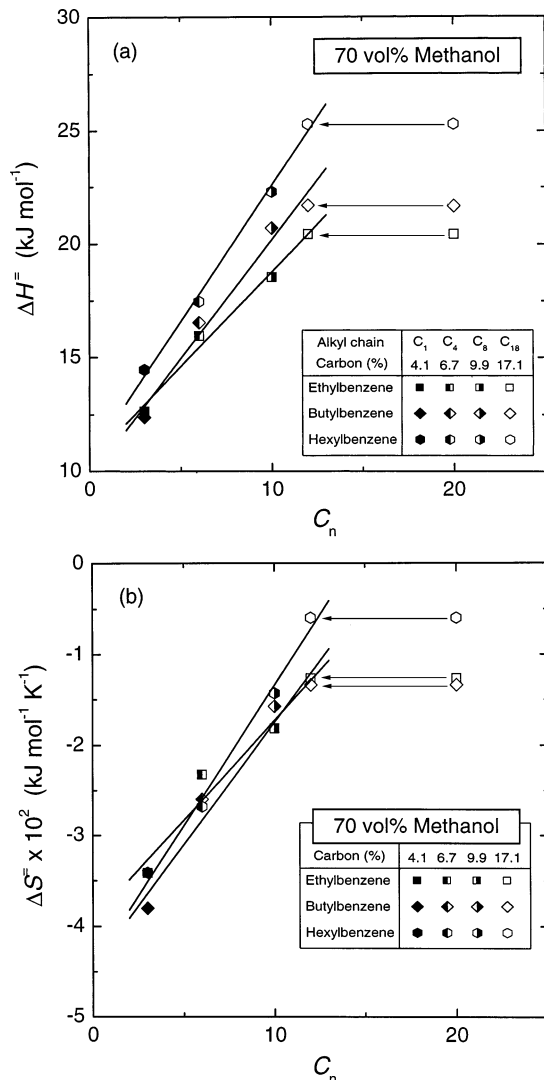 (a)
70 vol% Methanol
30
25
20
15
10
ΔH⁼ (kJ mol⁻¹)
Alkyl chain C₁ C₄ C₈ C₁₈
Carbon (%) 4.1 6.7 9.9 17.1
Ethylbenzene
Butylbenzene
Hexylbenzene
0 10 20
Cₙ
(b)
0
-1
-2
-3
-4
-5
ΔS⁼ x 10² (kJ mol⁻¹ K⁻¹)
70 vol% Methanol
Carbon (%) 4.1 6.7 9.9 17.1
Ethylbenzene
Butylbenzene
Hexylbenzene
0 10 20
Cₙ